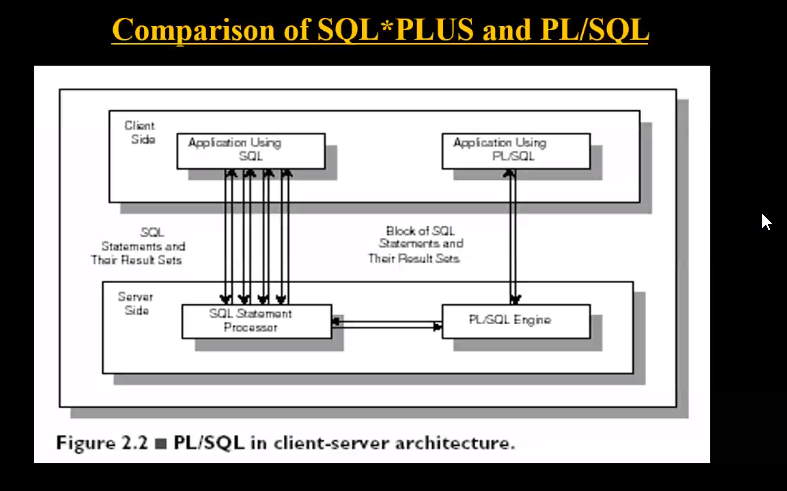 Comparison of SQL*PLUS and PL/SQL
Client
Side
Application Using
SQL
Application Using
PL/SQL
SQL
Statements and
Their Result Sets
Block of SQL
Statements and
Their Result Sets
Server
Side
SQL Statement
Processor
PL/SQL Engine
Figure 2.2 ■ PL/SQL in client-server architecture.